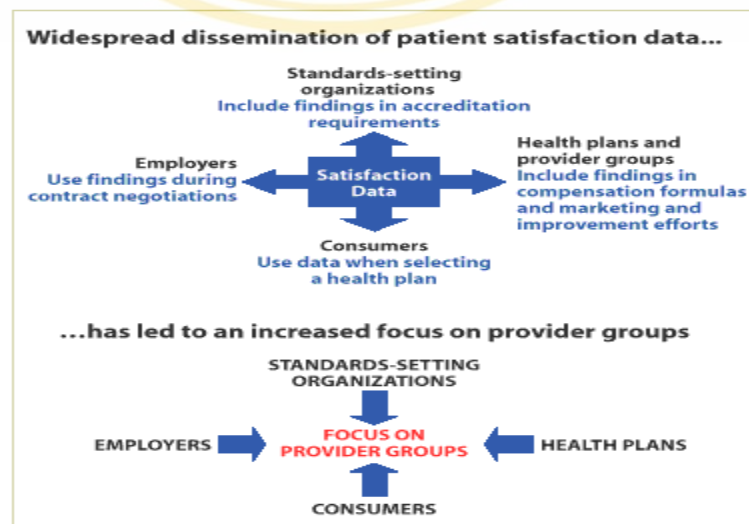 Widespread dissemination of patient satisfaction data...
Standards-setting
organizations
Include findings in accreditation
requirements
Employers
Use findings during
contract negotiations
Satisfaction
Data
Health plans and
provider groups
Include findings in
compensation formulas
and marketing and
improvement efforts
Consumers
Use data when selecting
a health plan
...has led to an increased focus on provider groups
STANDARDS-SETTING
ORGANIZATIONS
EMPLOYERS
FOCUS ON
PROVIDER GROUPS
HEALTH PLANS
CONSUMERS